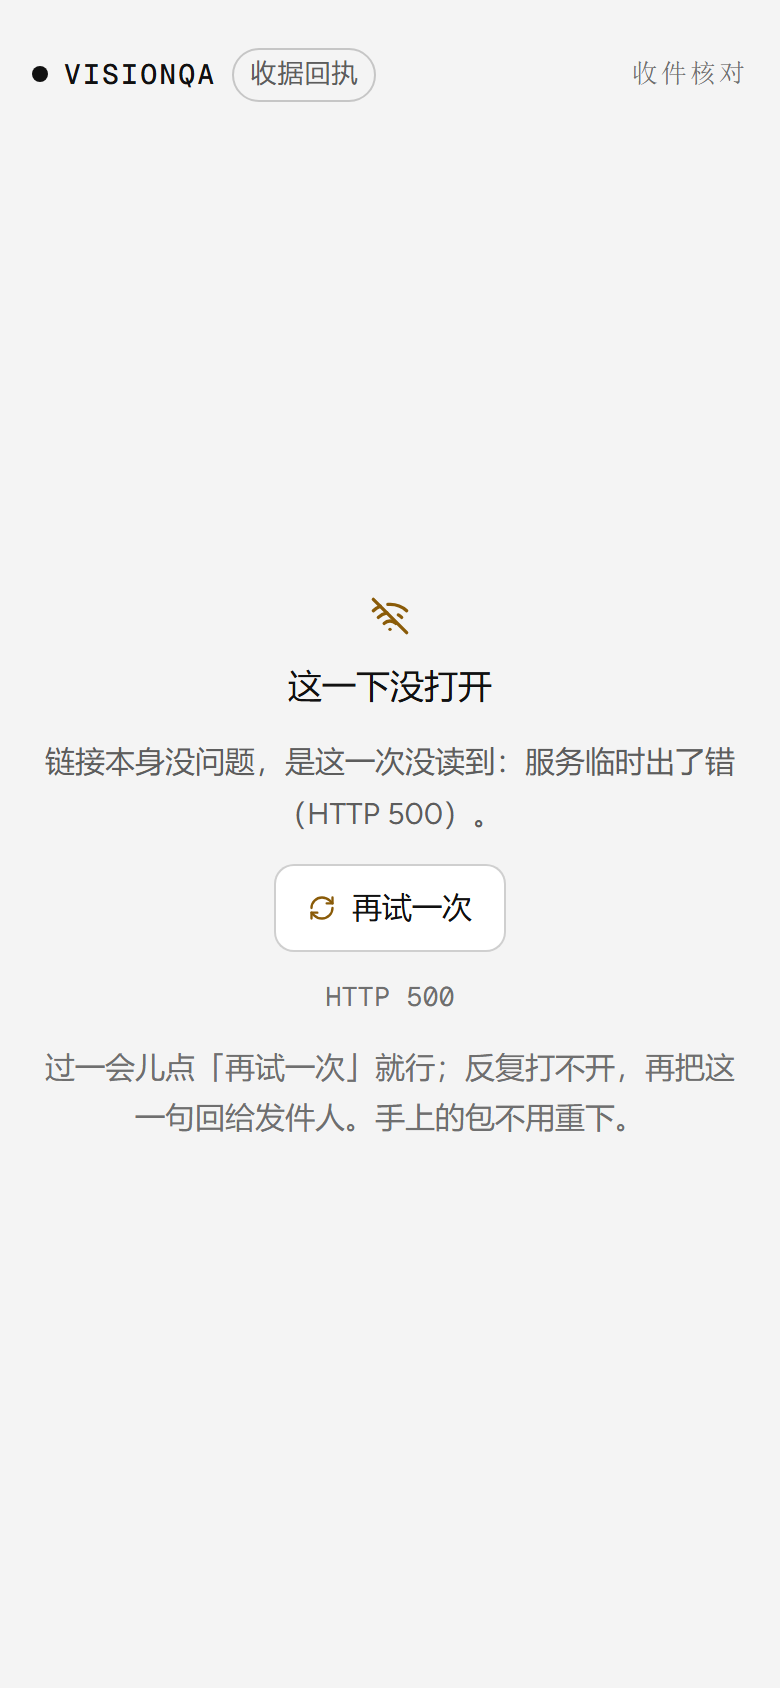 VISIONQA 收据回执 收件核对
这一下没打开
链接本身没问题，是这一次没读到：服务临时出了错
（HTTP 500）。
再试一次
HTTP 500
过一会儿点「再试一次」就行；反复打不开，再把这
一句回给发件人。手上的包不用重下。